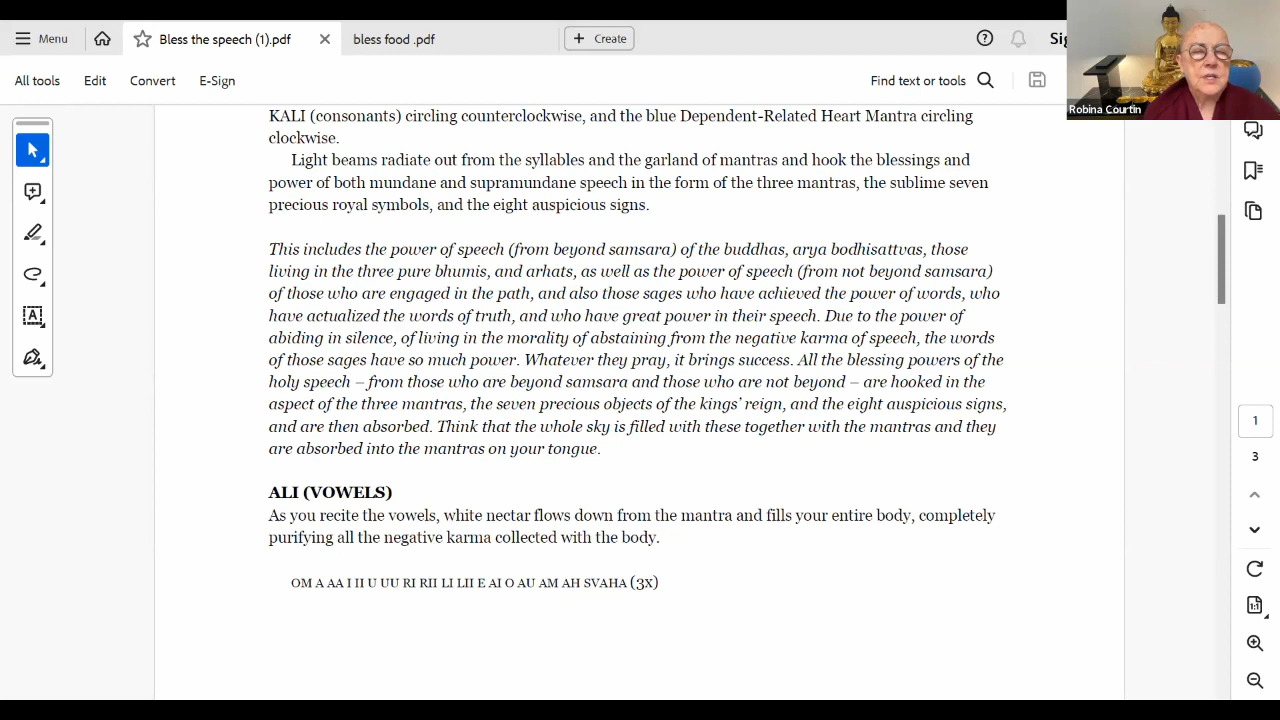 Menu
Bless the speech (1).pdf
bless food .pdf
Create
Robina Courtin
All tools
Edit
Convert
E-Sign
Find text or tools
KALI (consonants) circling counterclockwise, and the blue Dependent-Related Heart Mantra circling
clockwise.
Light beams radiate out from the syllables and the garland of mantras and hook the blessings and
power of both mundane and supramundane speech in the form of the three mantras, the sublime seven
precious royal symbols, and the eight auspicious signs.
This includes the power of speech (from beyond samsara) of the buddhas, arya bodhisattvas, those
living in the three pure bhumis, and arhats, as well as the power of speech (from not beyond samsara)
of those who are engaged in the path, and also those sages who have achieved the power of words, who
have actualized the words of truth, and who have great power in their speech. Due to the power of
abiding in silence, of living in the morality of abstaining from the negative karma of speech, the words
of those sages have so much power. Whatever they pray, it brings success. All the blessing powers of the
holy speech – from those who are beyond samsara and those who are not beyond – are hooked in the
aspect of the three mantras, the seven precious objects of the kings’ reign, and the eight auspicious signs,
and are then absorbed. Think that the whole sky is filled with these together with the mantras and they
are absorbed into the mantras on your tongue.
ALI (VOWELS)
As you recite the vowels, white nectar flows down from the mantra and fills your entire body, completely
purifying all the negative karma collected with the body.
OM A AA I II U UU RI RII LI LII E AI O AU AM AH SVAHA (3x)
1
3